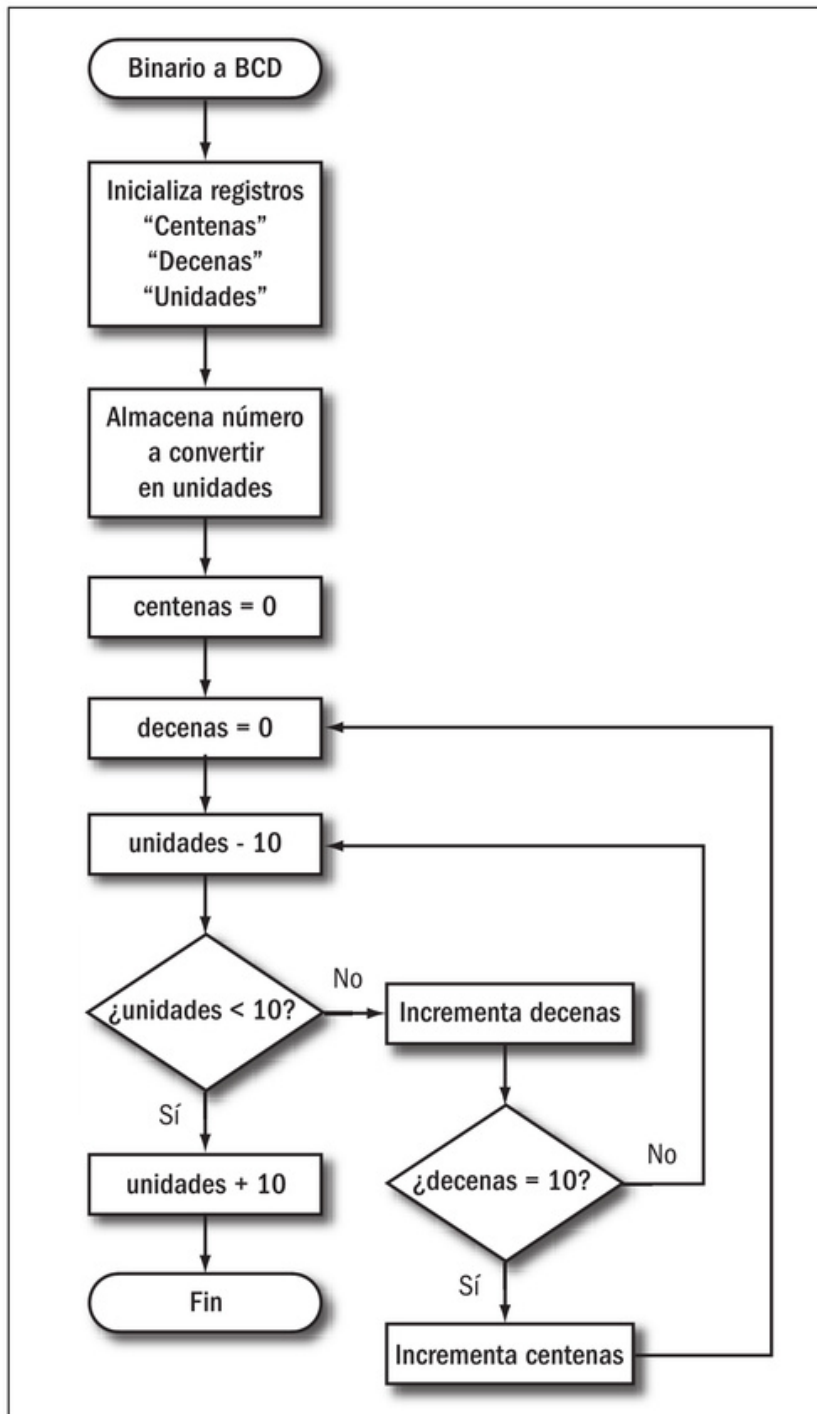 Binario a BCD
Inicializa registros
“Centenas”
“Decenas”
“Unidades”
Almacena número
a convertir
en unidades
centenas = 0
decenas = 0
unidades - 10
¿unidades < 10?
No
Incrementa decenas
Sí
unidades + 10
¿decenas = 10?
No
Fin
Sí
Incrementa centenas